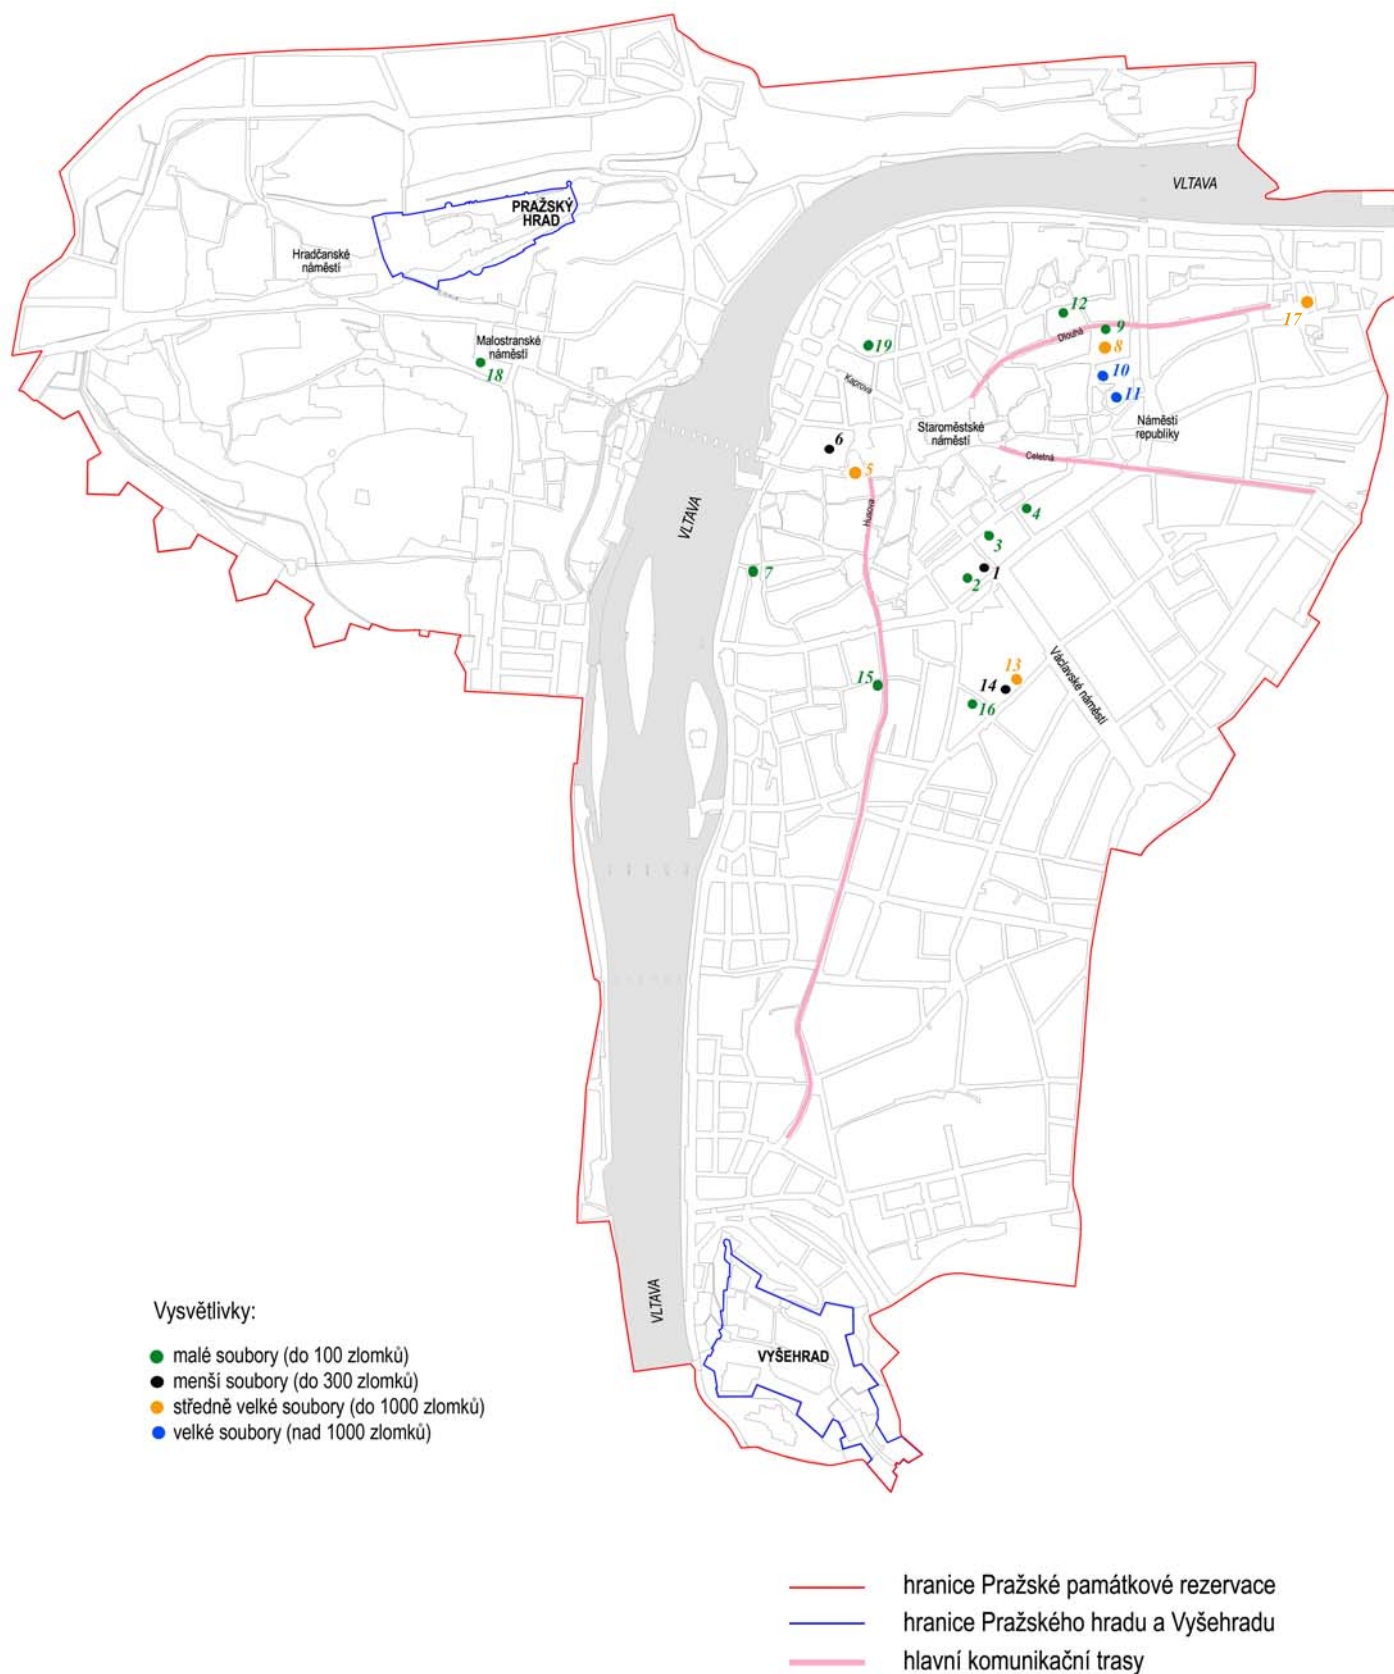 VLTAVA
PRAŽSKÝ
HRAD
Hradčanské
náměstí
12
17
9
Dlouhá
8
Malostranské
náměstí
18
19
10
Kaprova
11
Staroměstské
náměstí
Náměstí
republiky
6
Celetná
5
VLTAVA
Husova
4
3
7
1
2
Václavské náměstí
13
15
14
16
VLTAVA
Vysvětlivky:
malé soubory (do 100 zlomků)
menší soubory (do 300 zlomků)
středně velké soubory (do 1000 zlomků)
velké soubory (nad 1000 zlomků)
VYŠEHRAD
hranice Pražské památkové rezervace
hranice Pražského hradu a Vyšehradu
hlavní komunikační trasy